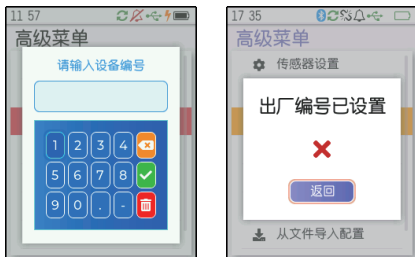 11 57
高级菜单
请输入设备编号
1 2 3 4
5 6 7 8
9 0 . -
17 35
高级菜单
传感器设置
出厂编号已设置
返回
从文件导入配置